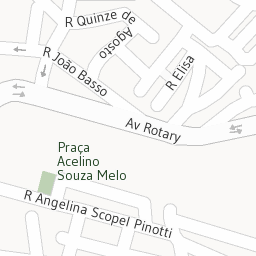 R Quinze de
Agosto
R João Basso
R Elisa
Av Rotary
Praça
Acelino
Souza Melo
R Angelina Scopel Pinotti